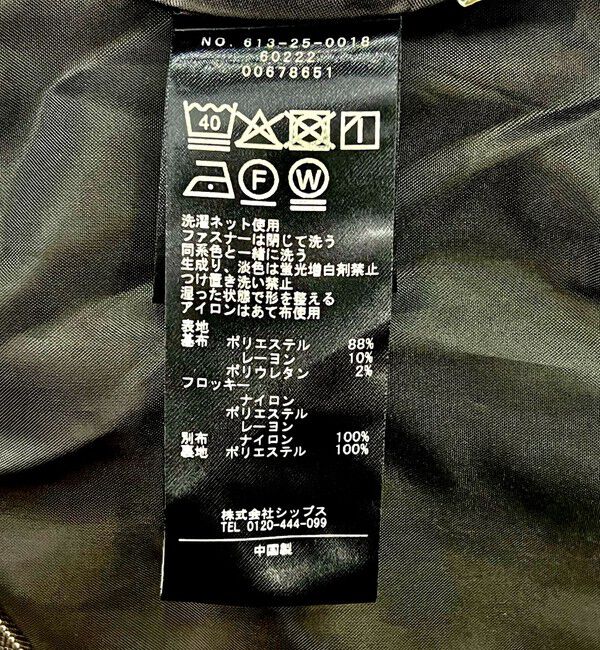 NO. 613-25-0018
60222
00678651
40
F W
洗濯ネット使用
ファスナーは閉じて洗う
同系色と一緒に洗う
生成り、淡色は蛍光増白剤禁止
つけ置き洗い禁止
湿った状態で形を整える
アイロンはあて布使用
表地
基布 ポリエステル 88%
レーヨン 10%
ポリウレタン 2%
フロッキー
ナイロン
ポリエステル
レーヨン
別布 ナイロン 100%
裏地 ポリエステル 100%
株式会社シップス
TEL 0120-444-099
中国製